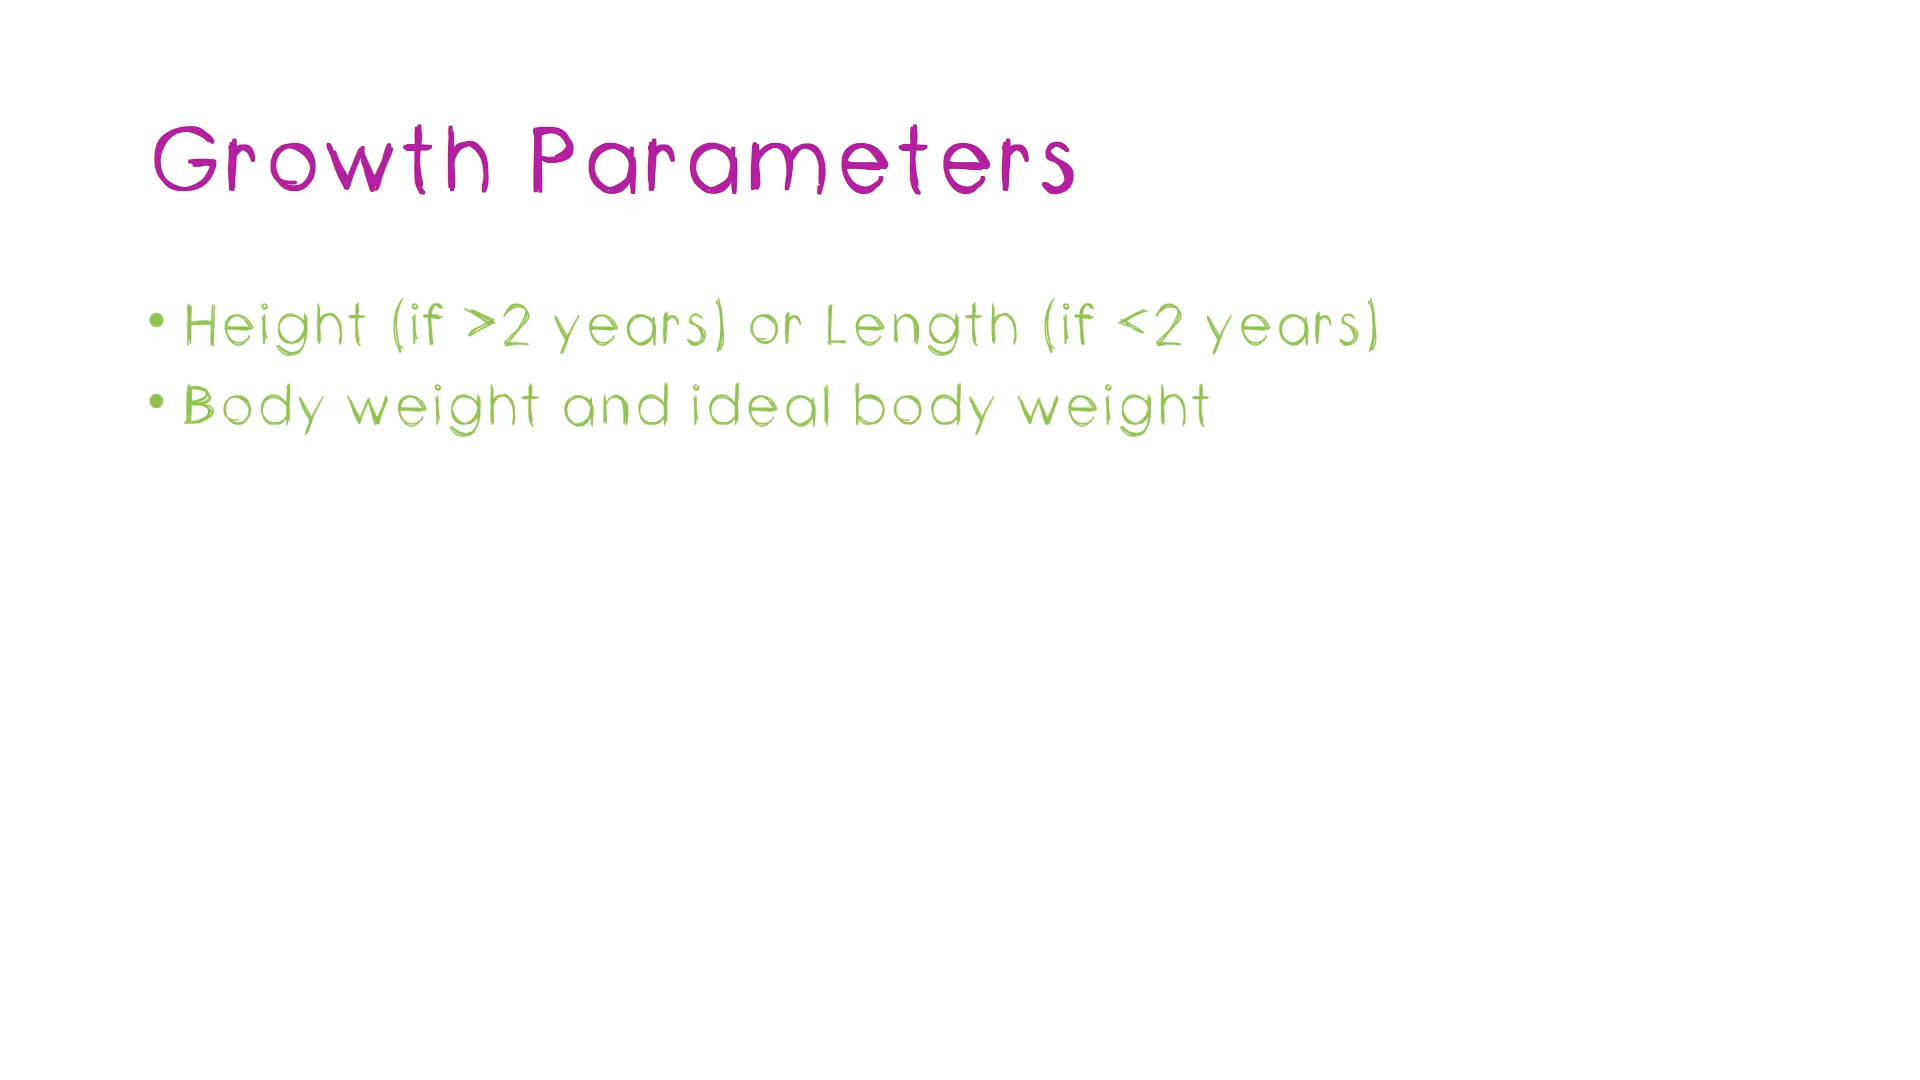 Growth Parameters
• Height (if >2 years) or Length (if <2 years)
• Body weight and ideal body weight